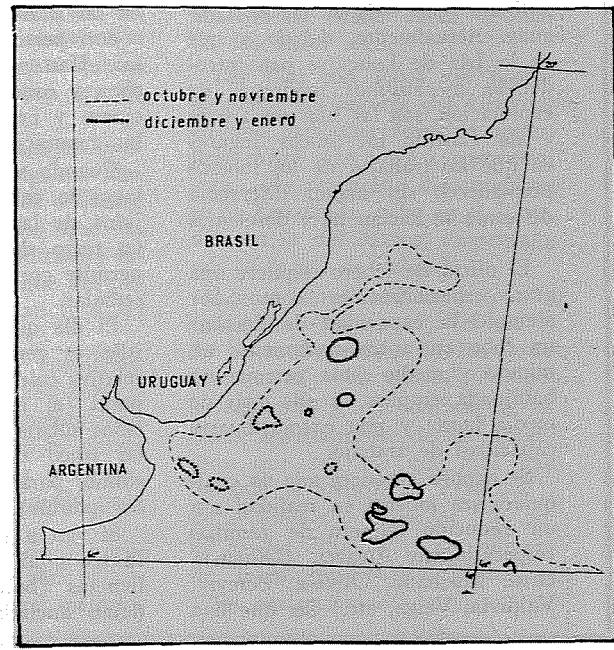 octubre y noviembre
diciembre y enero
BRASIL
URUGUAY
ARGENTINA